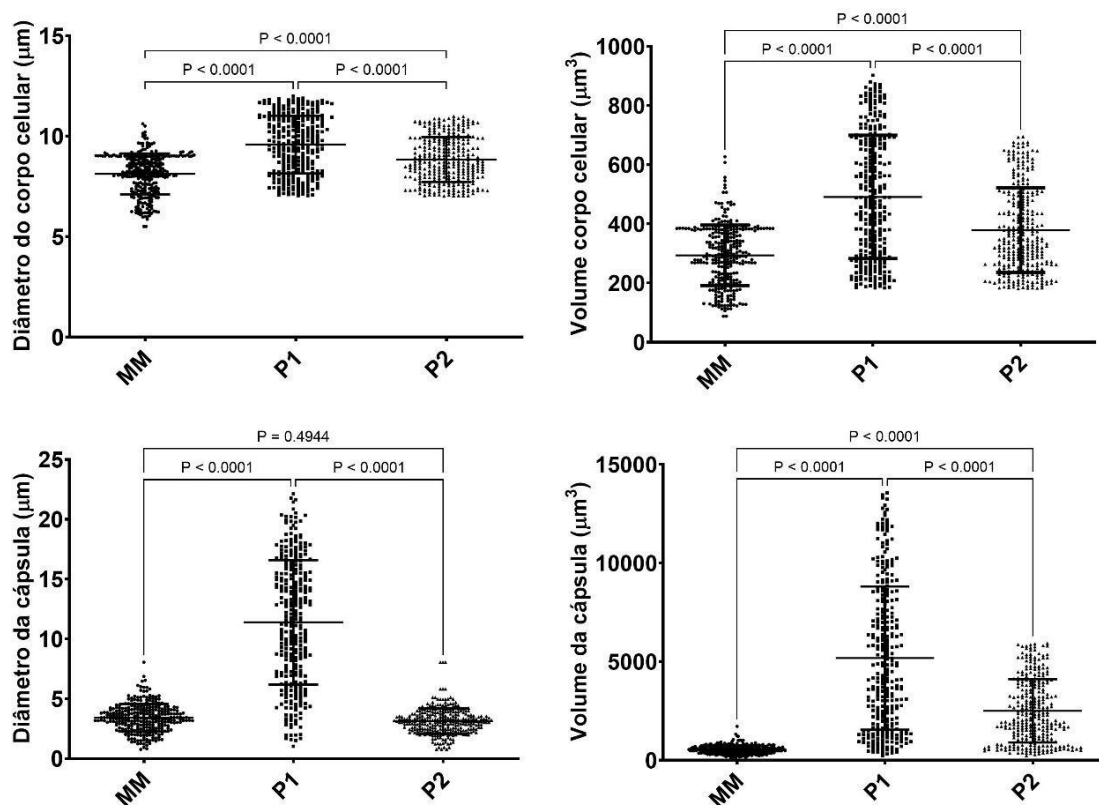 Diâmetro do corpo celular (μm)
15
10
5
0
P < 0.0001
P < 0.0001
P < 0.0001
MM
P1
P2
Volume corpo celular (μm³)
1000
800
600
400
200
0
P < 0.0001
P < 0.0001
P < 0.0001
MM
P1
P2
Diâmetro da cápsula (μm)
25
20
15
10
5
0
P = 0.4944
P < 0.0001
P < 0.0001
MM
P1
P2
Volume da cápsula (μm³)
15000
10000
5000
0
P < 0.0001
P < 0.0001
P < 0.0001
MM
P1
P2